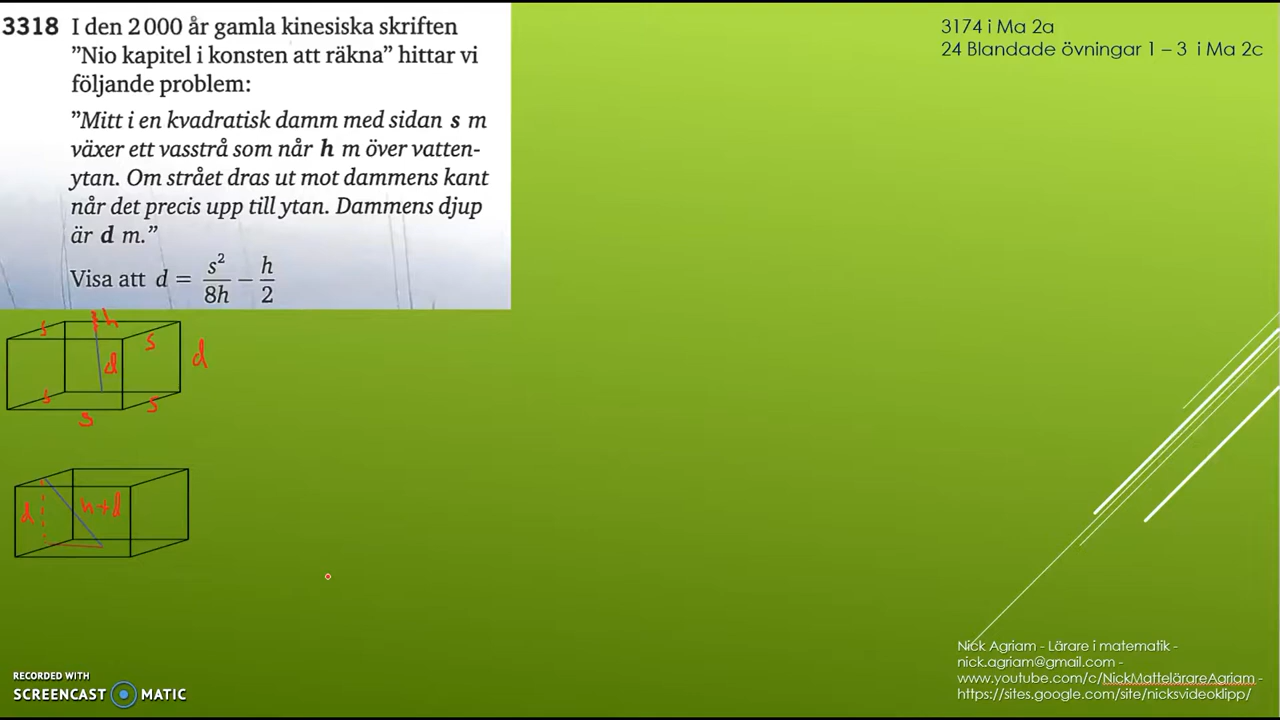 3318 I den 2 000 år gamla kinesiska skriften
”Nio kapitel i konsten att räkna” hittar vi
följande problem:
”Mitt i en kvadratisk damm med sidan s m
växer ett vasstrå som når h m över vatten-
ytan. Om strået dras ut mot dammens kant
når det precis upp till ytan. Dammens djup
är d m.”
Visa att d = s²/8h − h/2
3174 i Ma 2a
24 Blandade övningar 1 – 3 i Ma 2c
s h s
d d
s s
s
d h+d
Nick Agriam - Lärare i matematik -
nick.agriam@gmail.com -
www.youtube.com/c/NickMattelärareAgriam -
https://sites.google.com/site/nicksvideoklipp/
RECORDED WITH
SCREENCAST MATIC